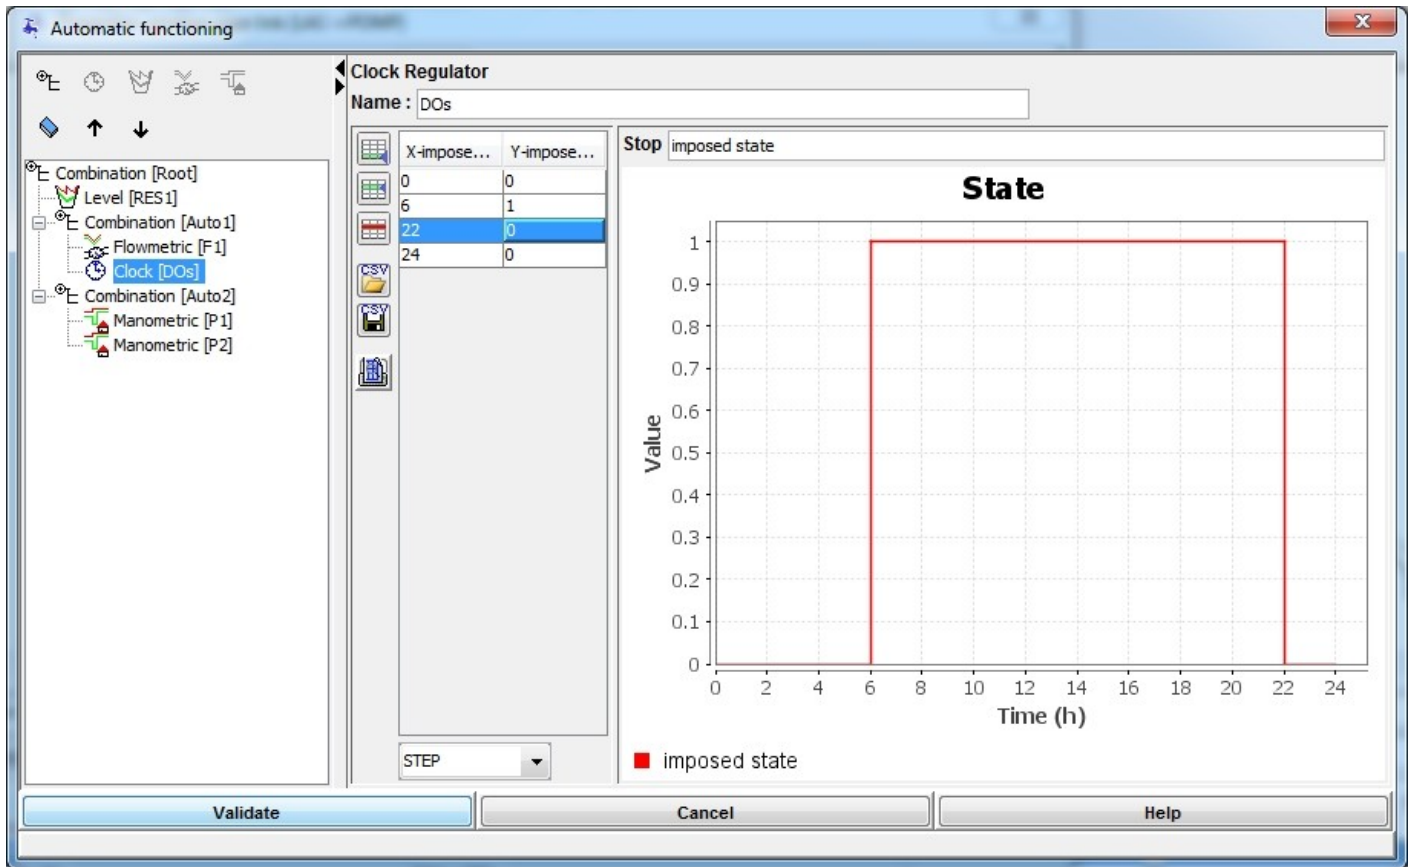 Automatic functioning
Combination [Root]
Level [RES1]
Combination [Auto1]
Flowmetric [F1]
Clock [DOs]
Combination [Auto2]
Manometric [P1]
Manometric [P2]
Clock Regulator
Name : DOs
X-impose... Y-impose...
0 0
6 1
22 0
24 0
CSV
CSV
STEP
Stop imposed state
State
Value
1
0.9
0.8
0.7
0.6
0.5
0.4
0.3
0.2
0.1
0
0 2 4 6 8 10 12 14 16 18 20 22 24
Time (h)
imposed state
Validate Cancel Help